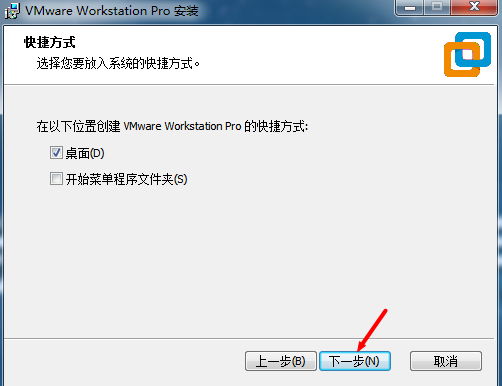 VMware Workstation Pro 安装
快捷方式
选择您要放入系统的快捷方式。
在以下位置创建 VMware Workstation Pro 的快捷方式:
桌面(D)
开始菜单程序文件夹(S)
上一步(B) 下一步(N) 取消